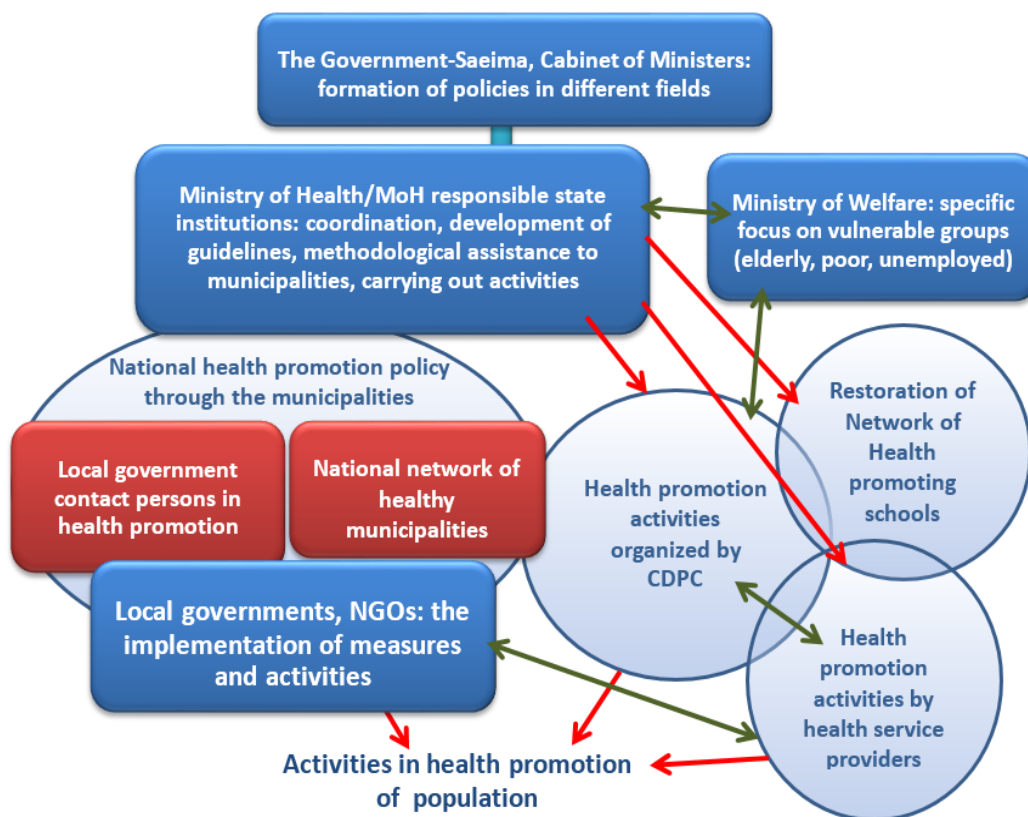 The Government-Saeima, Cabinet of Ministers:
formation of policies in different fields
Ministry of Health/MoH responsible state
institutions: coordination, development of
guidelines, methodological assistance to
municipalities, carrying out activities
Ministry of Welfare: specific
focus on vulnerable groups
(elderly, poor, unemployed)
National health promotion policy
through the municipalities
Local government
contact persons in
health promotion
National network of
healthy
municipalities
Health promotion
activities
organized by
CDPC
Restoration of
Network of
Health
promoting
schools
Local governments, NGOs: the
implementation of measures
and activities
Health
promotion
activities by
health service
providers
Activities in health promotion
of population